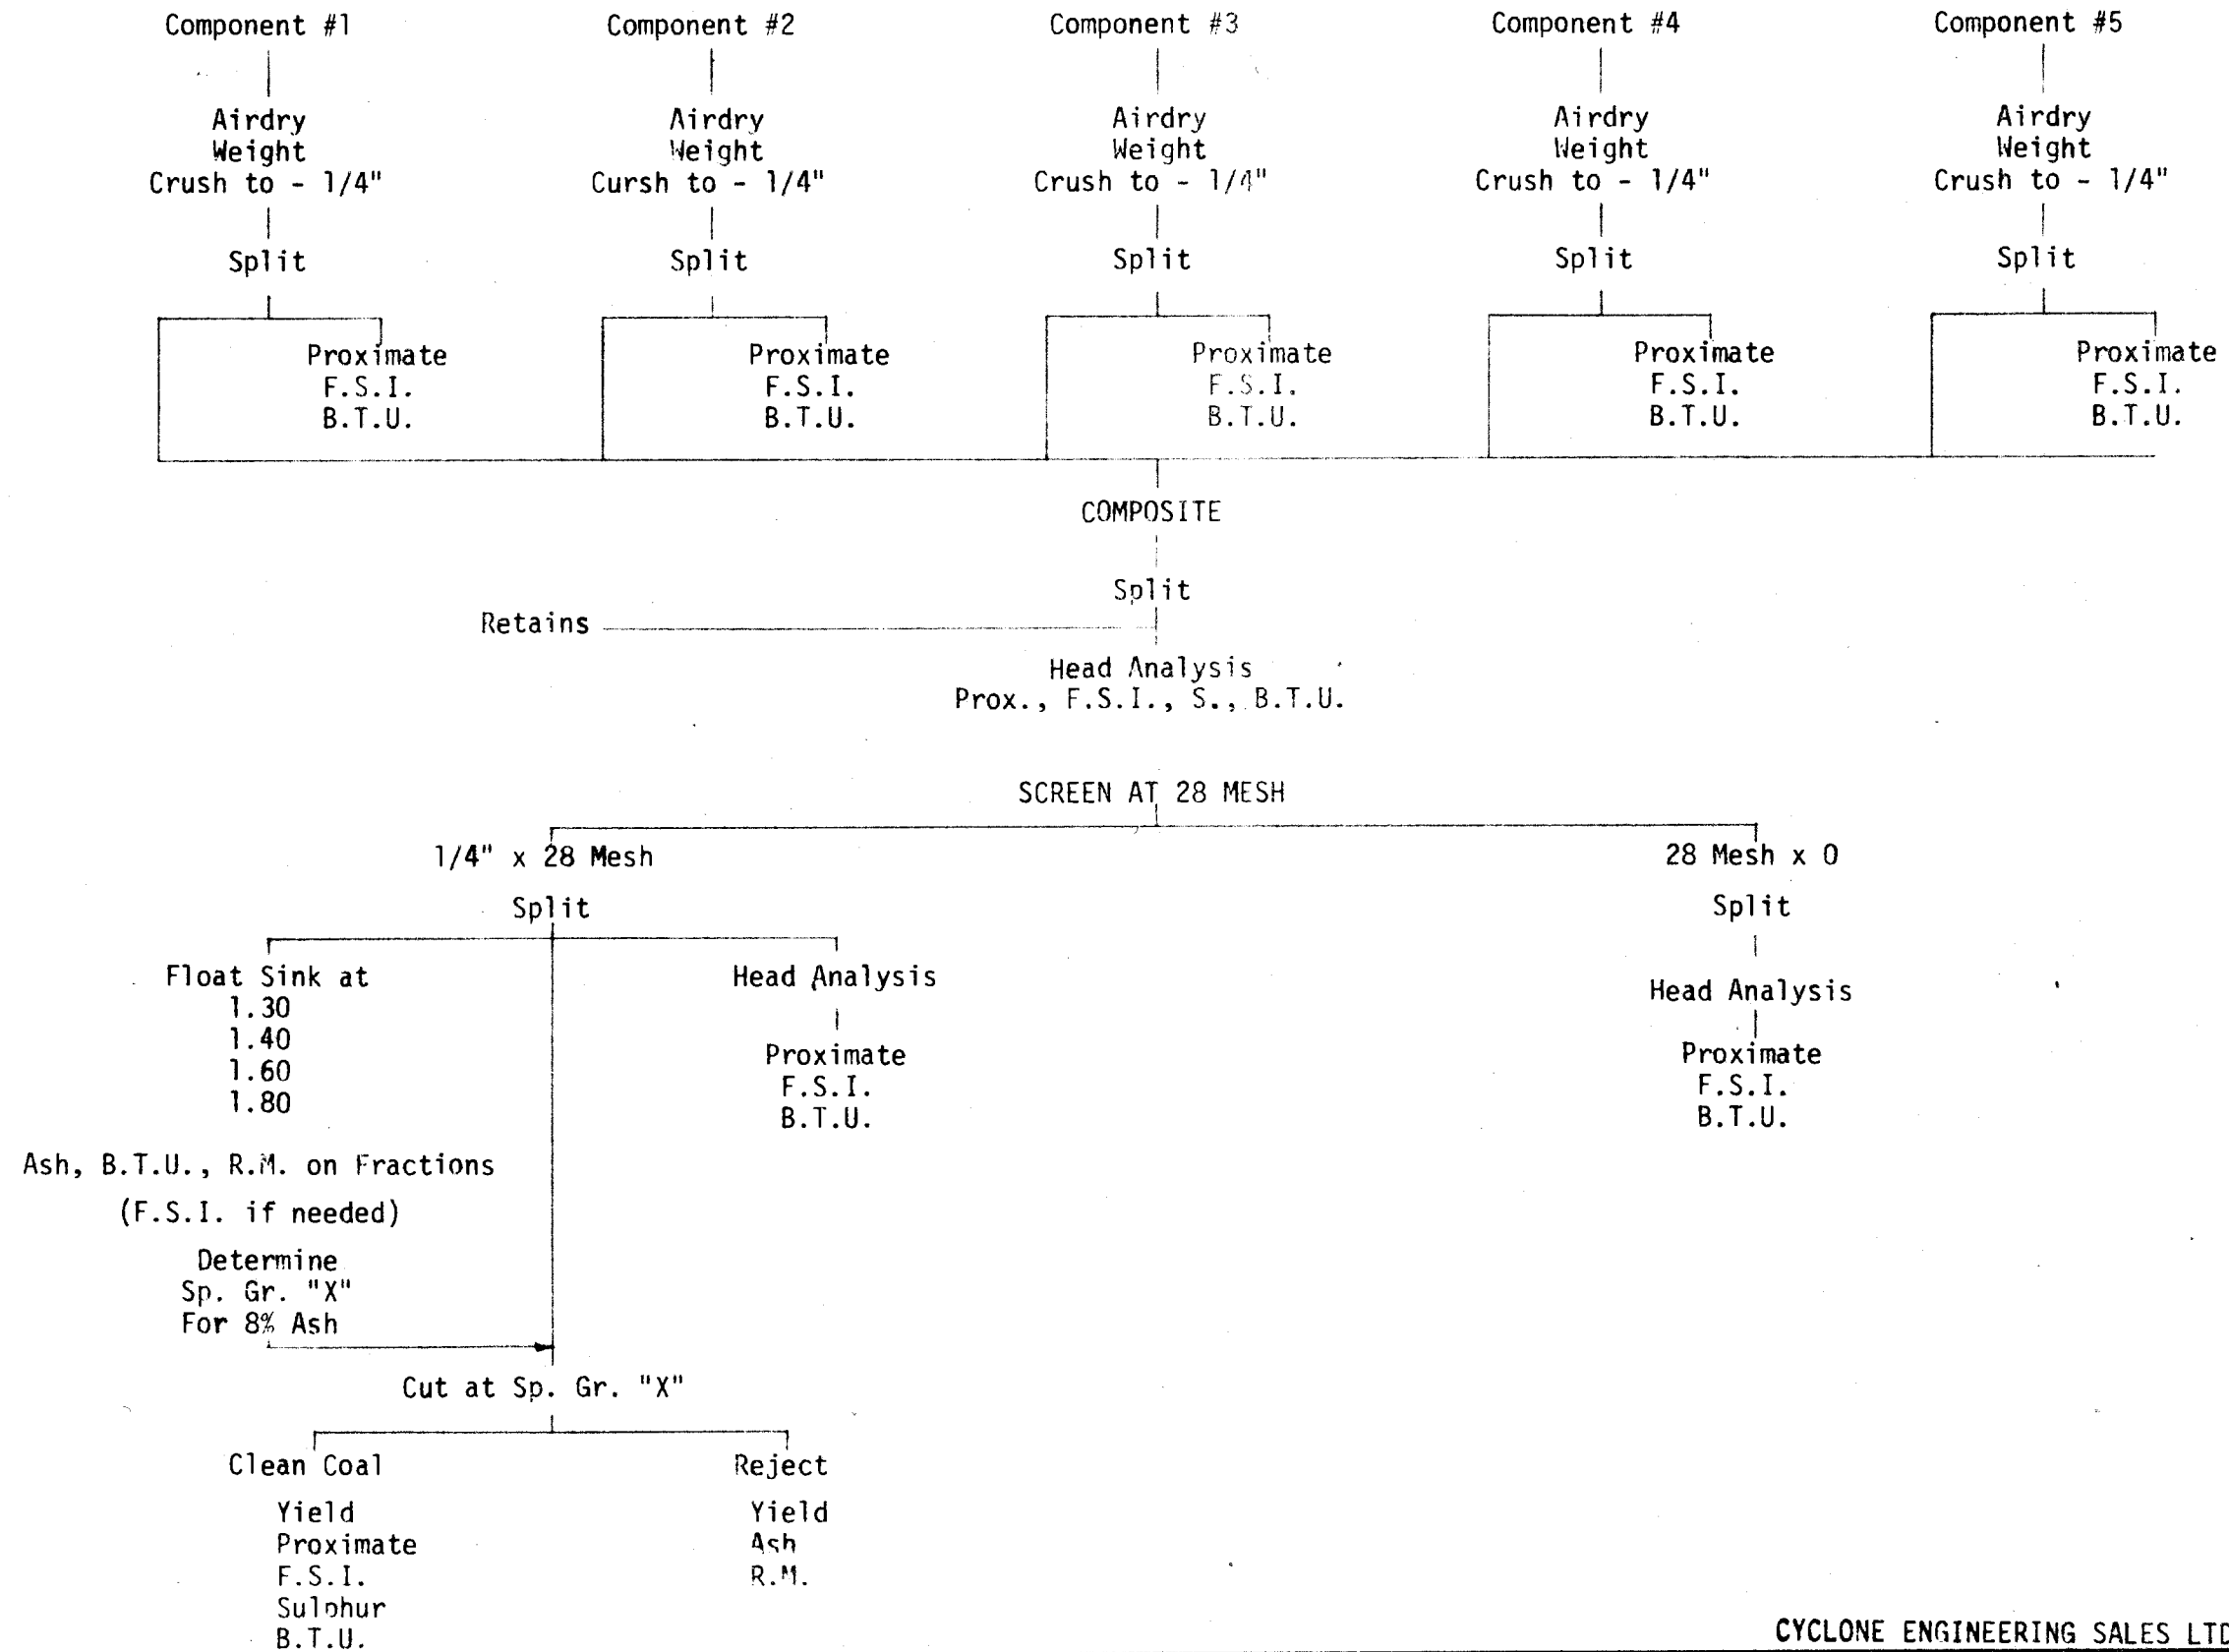 Component #1 Component #2 Component #3 Component #4 Component #5
Airdry Airdry Airdry Airdry Airdry
Weight Weight Weight Weight Weight
Crush to - 1/4" Cursh to - 1/4" Crush to - 1/4" Crush to - 1/4" Crush to - 1/4"
Split Split Split Split Split
Proximate Proximate Proximate Proximate Proximate
F.S.I. F.S.I. F.S.I. F.S.I. F.S.I.
B.T.U. B.T.U. B.T.U. B.T.U. B.T.U.
COMPOSITE
Split
Retains
Head Analysis
Prox., F.S.I., S., B.T.U.
SCREEN AT 28 MESH
1/4" x 28 Mesh 28 Mesh x 0
Split Split
Float Sink at Head Analysis Head Analysis
1.30
1.40 Proximate Proximate
1.60 F.S.I. F.S.I.
1.80 B.T.U. B.T.U.
Ash, B.T.U., R.M. on Fractions
(F.S.I. if needed)
Determine
Sp. Gr. "X"
For 8% Ash
Cut at Sp. Gr. "X"
Clean Coal Reject
Yield Yield
Proximate Ash
F.S.I. R.M.
Sulphur
B.T.U.
CYCLONE ENGINEERING SALES LTD